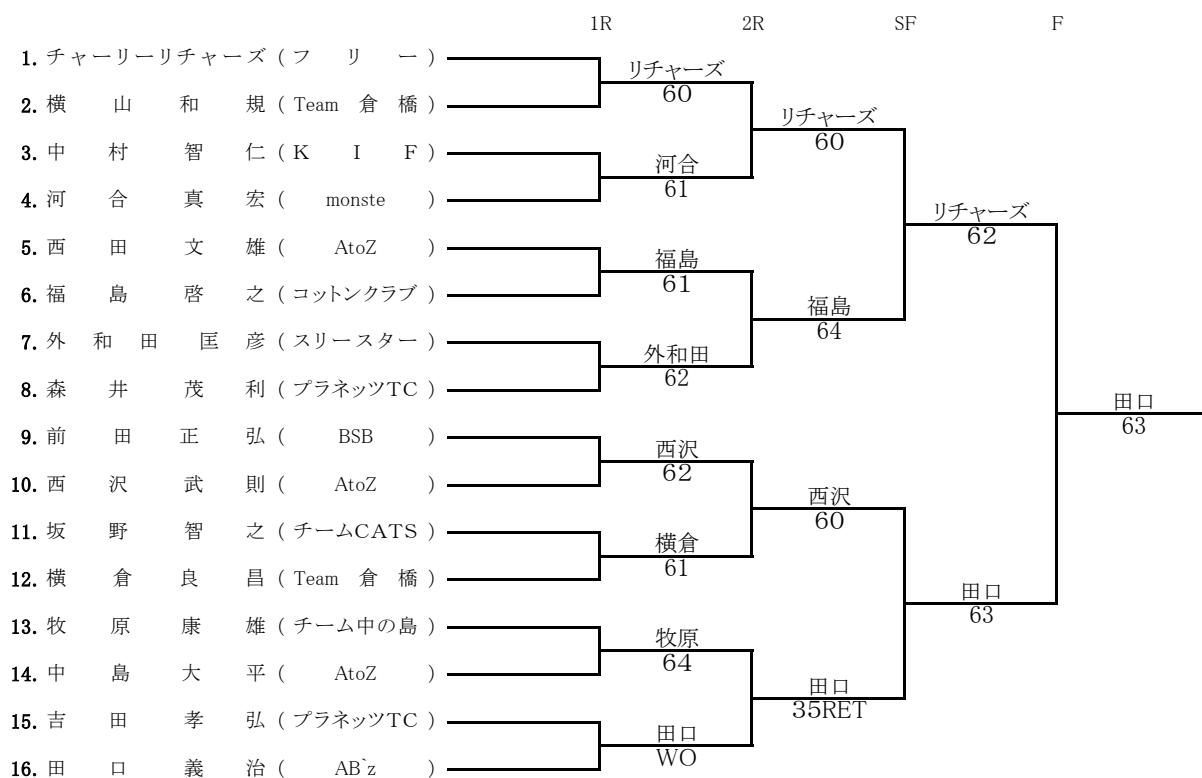 1R 2R SF F
1. チャーリーリチャーズ ( フリー )
2. 横山和規 ( Team 倉橋 )
3. 中村智仁 ( KIF )
4. 河合真宏 ( monste )
5. 西田文雄 ( AtoZ )
6. 福島啓之 ( コットンクラブ )
7. 外和田匡彦 ( スリースター )
8. 森井茂利 ( プラネッツTC )
9. 前田正弘 ( BSB )
10. 西沢武則 ( AtoZ )
11. 坂野智之 ( チームCATS )
12. 横倉良昌 ( Team 倉橋 )
13. 牧原康雄 ( チーム中の島 )
14. 中島大平 ( AtoZ )
15. 吉田孝弘 ( プラネッツTC )
16. 田口義治 ( AB`z )
リチャーズ
60
河合
61
福島
61
外和田
62
西沢
62
横倉
61
牧原
64
田口
WO
リチャーズ
60
福島
64
西沢
60
田口
35RET
リチャーズ
62
田口
63
田口
63